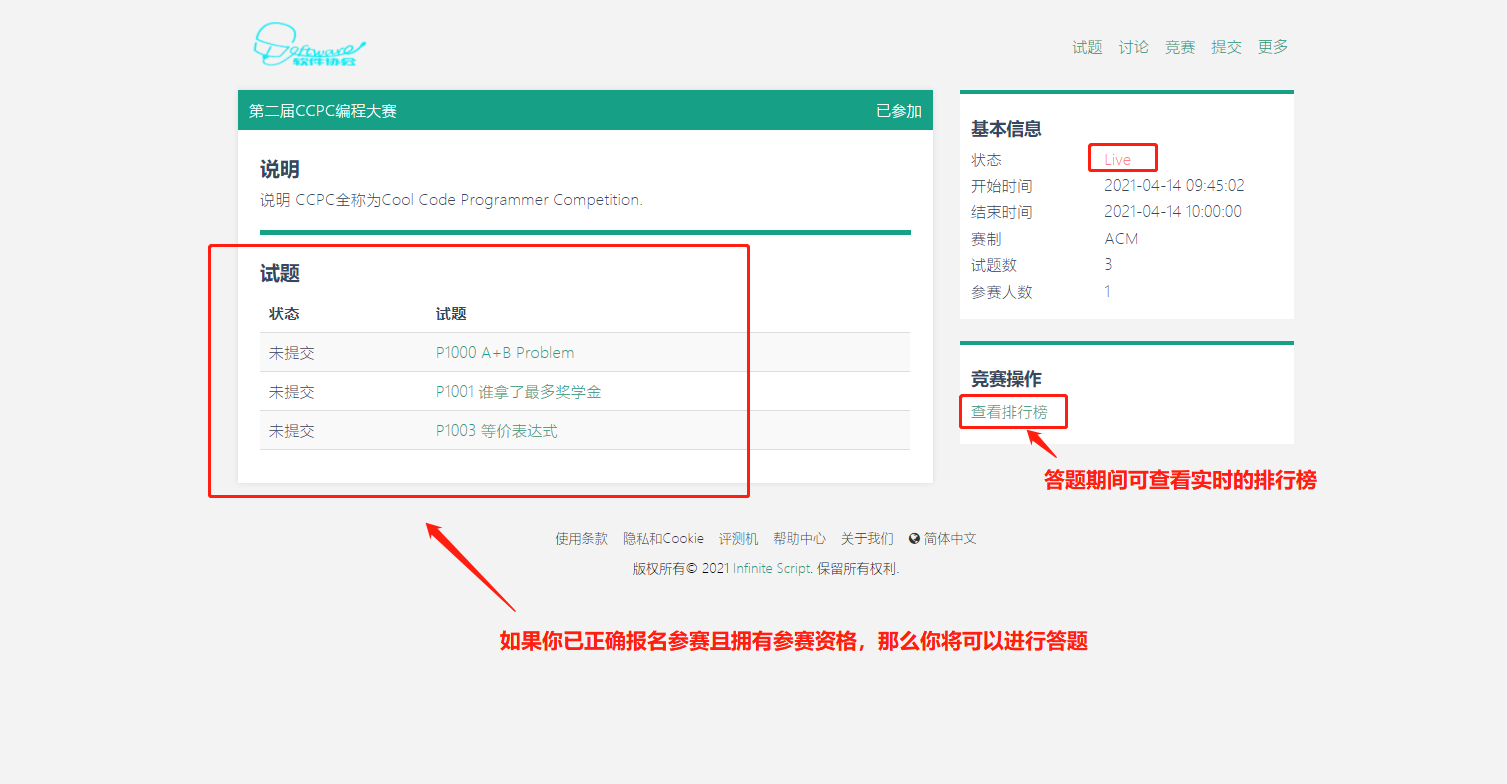 Software
软件协会
试题 讨论 竞赛 提交 更多
第二届CCPC编程大赛 已参加
说明
说明 CCPC全称为Cool Code Programmer Competition.
试题
状态 试题
未提交 P1000 A+B Problem
未提交 P1001 谁拿了最多奖学金
未提交 P1003 等价表达式
基本信息
状态 Live
开始时间 2021-04-14 09:45:02
结束时间 2021-04-14 10:00:00
赛制 ACM
试题数 3
参赛人数 1
竞赛操作
查看排行榜
答题期间可查看实时的排行榜
使用条款 隐私和Cookie 评测机 帮助中心 关于我们 简体中文
版权所有© 2021 Infinite Script. 保留所有权利.
如果你已正确报名参赛且拥有参赛资格，那么你将可以进行答题